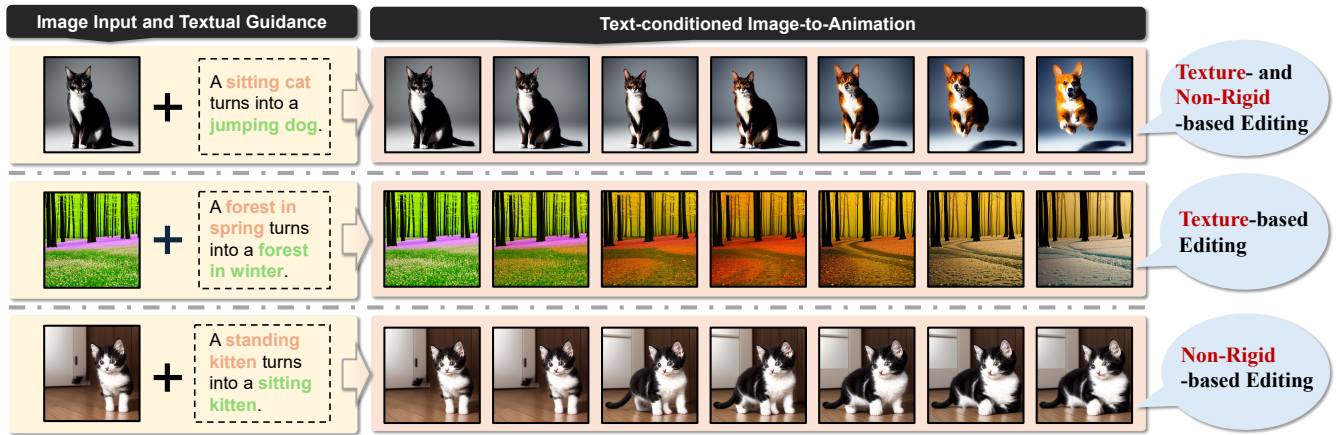 Image Input and Textual Guidance
Text-conditioned Image-to-Animation
A sitting cat
turns into a
jumping dog.
Texture- and
Non-Rigid
-based Editing
A forest in
spring turns
into a forest
in winter.
Texture-based
Editing
A standing
kitten turns
into a sitting
kitten.
Non-Rigid
-based Editing